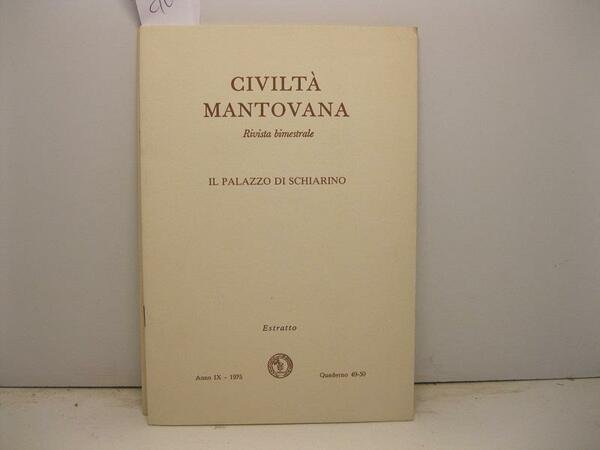 CIVILTÀ
MANTOVANA
Rivista bimestrale
IL PALAZZO DI SCHIARINO
Estratto
Anno IX - 1975 Quaderno 49-50